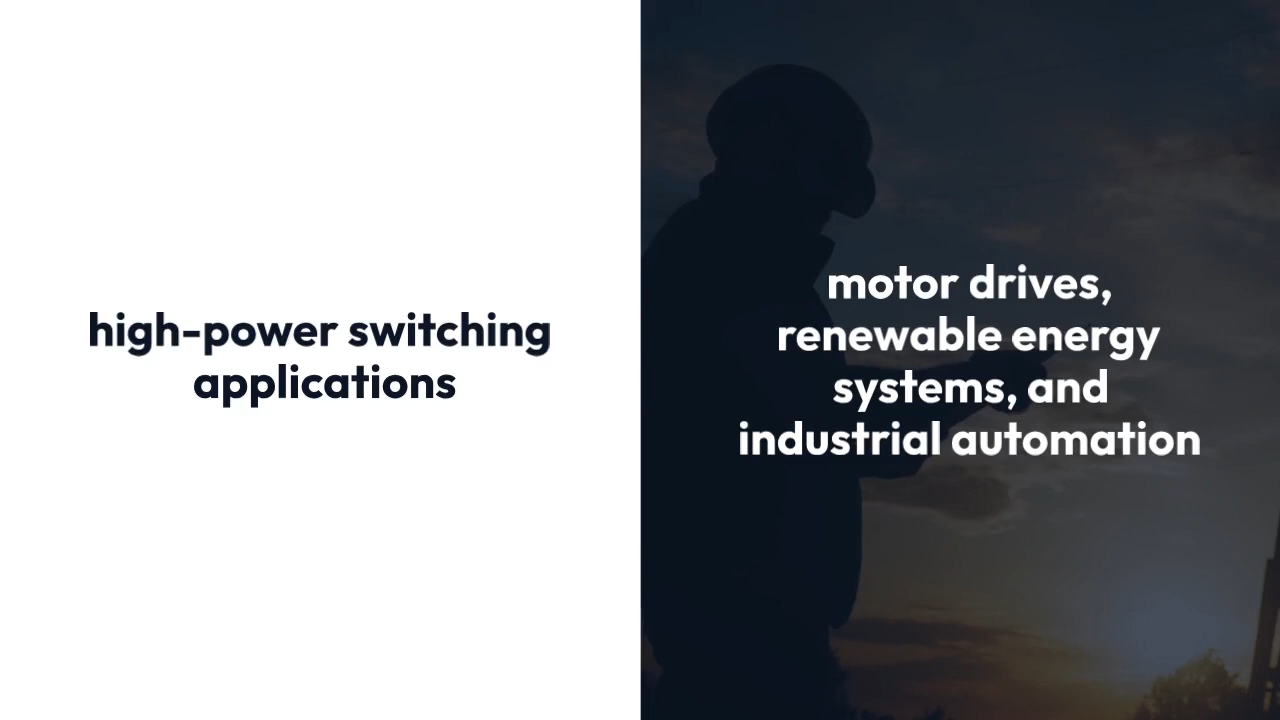 high-power switching
applications
motor drives,
renewable energy
systems, and
industrial automation